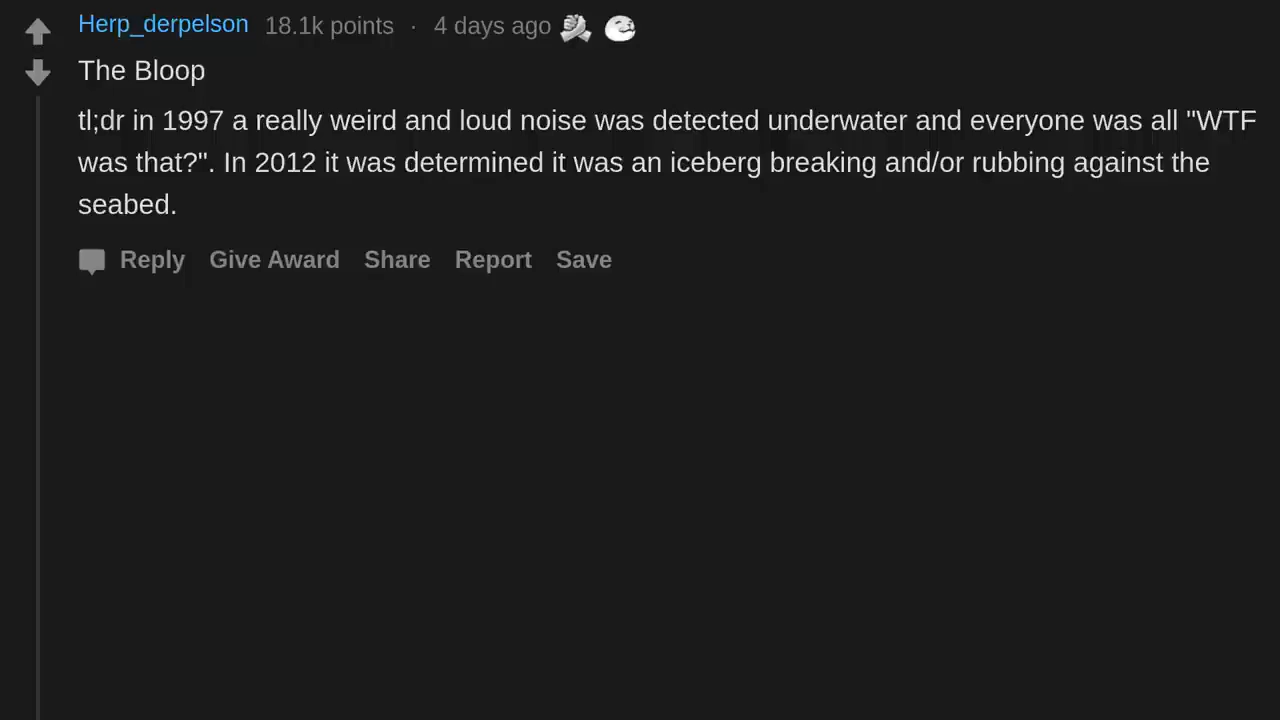 Herp_derpelson 18.1k points · 4 days ago
The Bloop
tl;dr in 1997 a really weird and loud noise was detected underwater and everyone was all "WTF
was that?". In 2012 it was determined it was an iceberg breaking and/or rubbing against the
seabed.
Reply Give Award Share Report Save